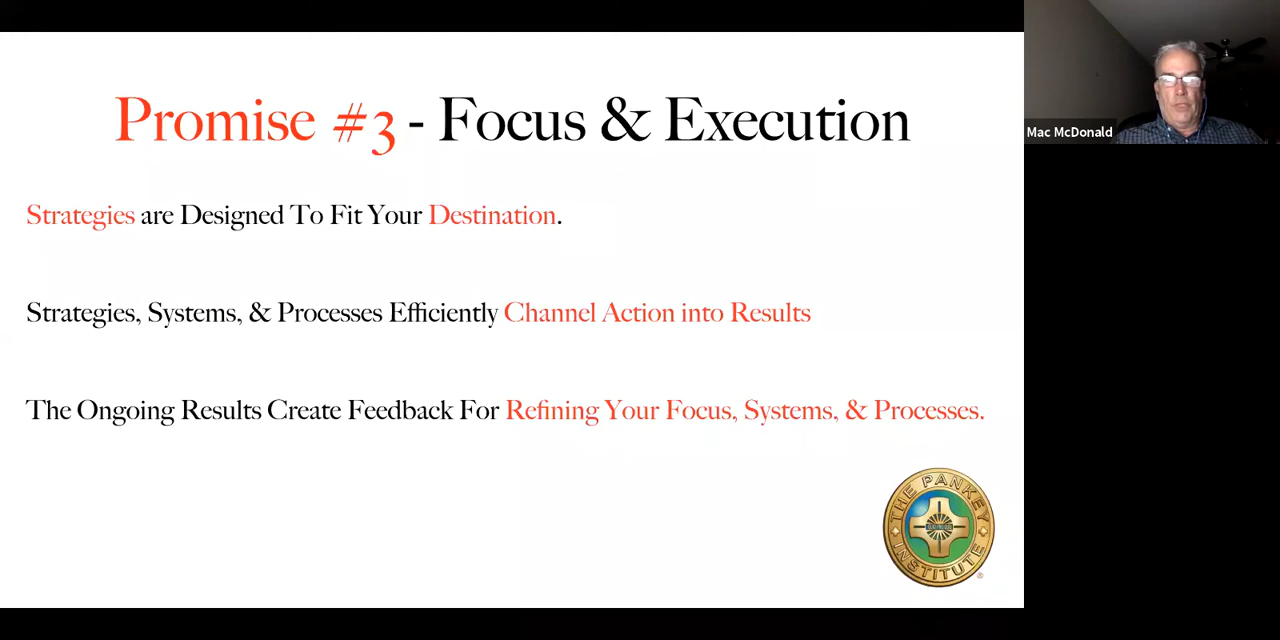 Promise #3 - Focus & Execution
Strategies are Designed To Fit Your Destination.
Strategies, Systems, & Processes Efficiently Channel Action into Results
The Ongoing Results Create Feedback For Refining Your Focus, Systems, & Processes.
THE PANKEY
INSTITUTE
®
Mac McDonald